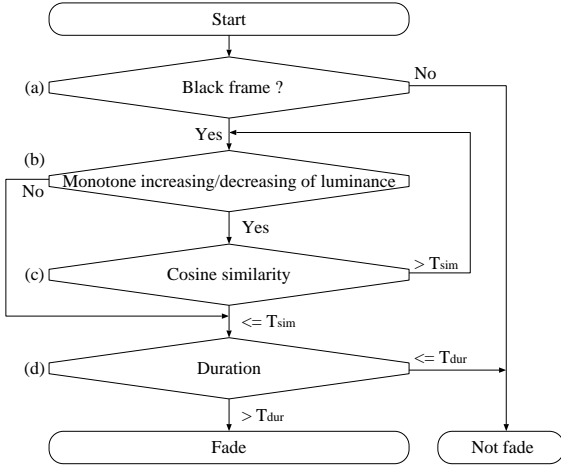 Start
(a)
Black frame ?
No
Yes
(b)
Monotone increasing/decreasing of luminance
No
Yes
(c)
Cosine similarity
> Tsim
<= Tsim
(d)
Duration
<= Tdur
> Tdur
Fade
Not fade